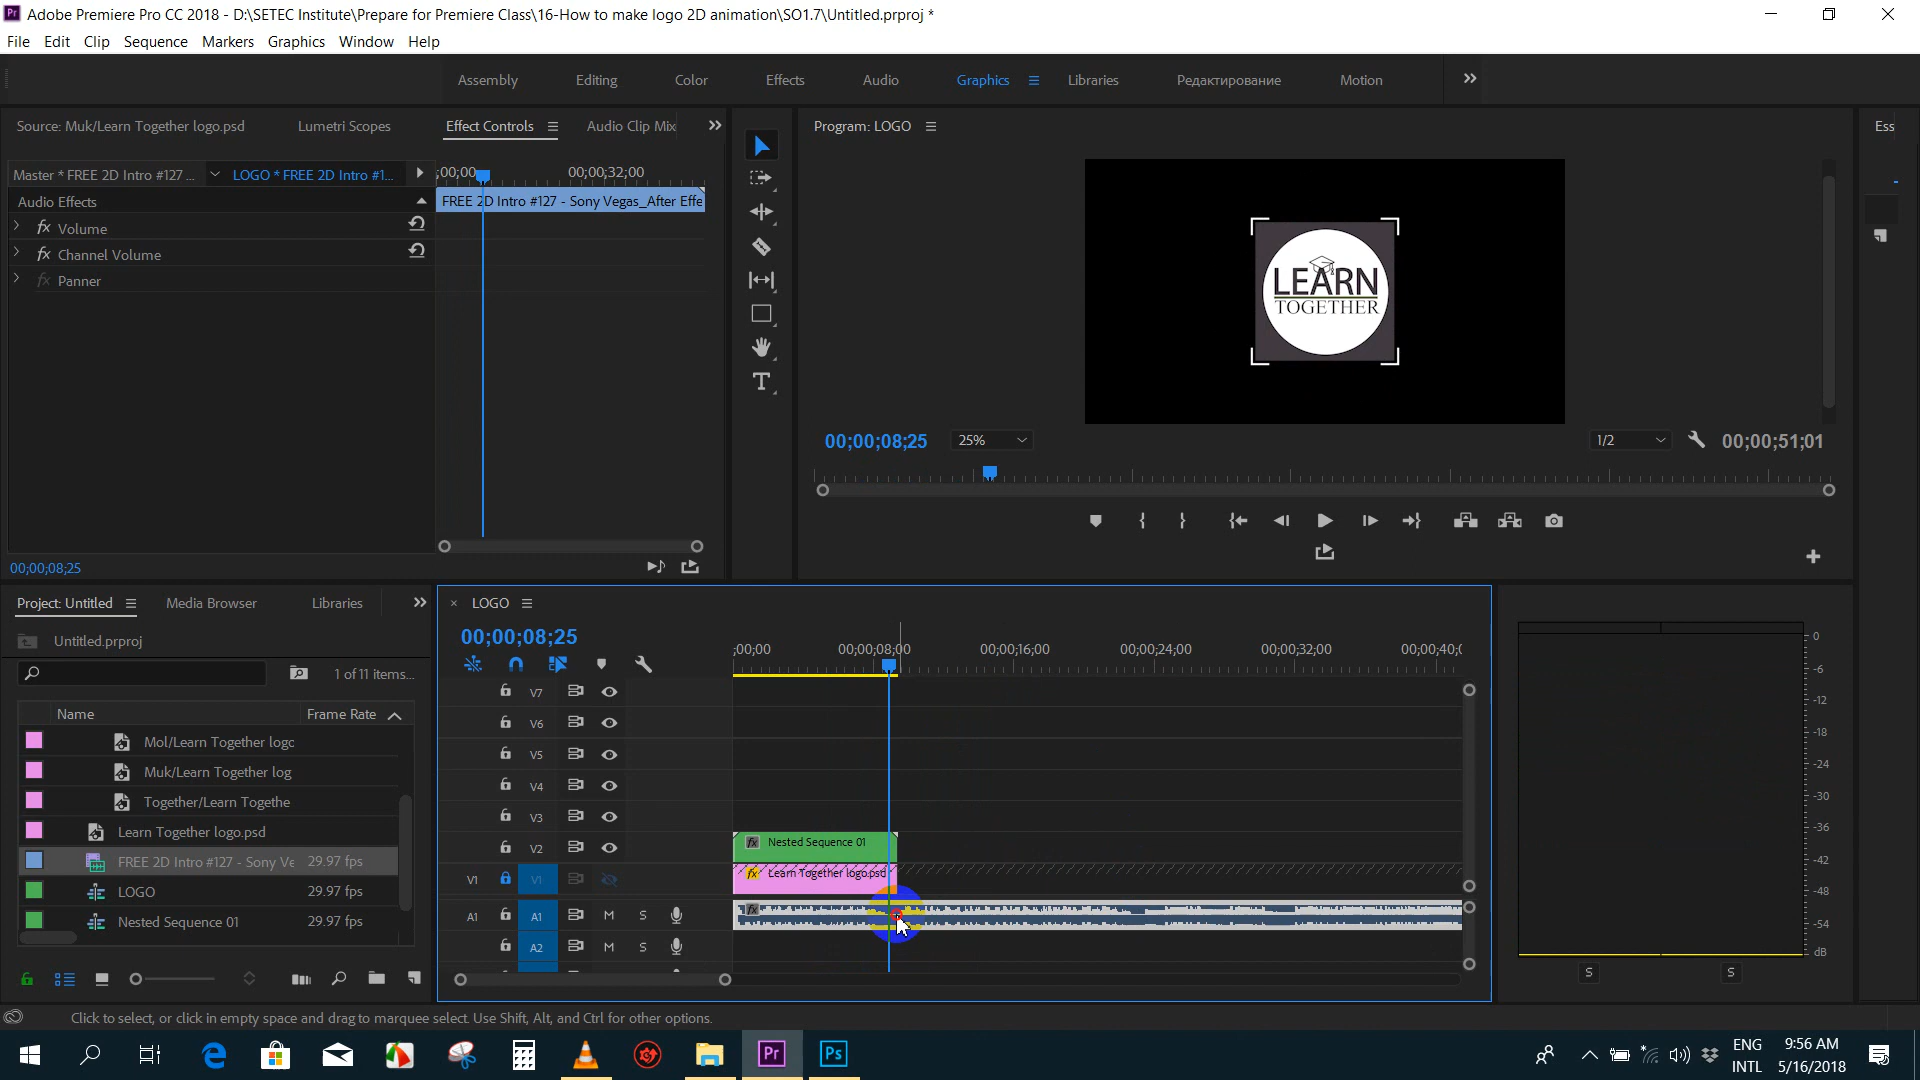 Adobe Premiere Pro CC 2018 - D:\SETEC Institute\Prepare for Premiere Class\16-How to make logo 2D animation\SO1.7\Untitled.prproj *
File Edit Clip Sequence Markers Graphics Window Help
Assembly Editing Color Effects Audio Graphics Libraries Редактирование Motion
Source: Muk/Learn Together logo.psd Lumetri Scopes Effect Controls Audio Clip Mix
Program: LOGO
Ess
Master * FREE 2D Intro #127 ... LOGO * FREE 2D Intro #1...
;00;00 00;00;32;00
Audio Effects
FREE 2D Intro #127 - Sony Vegas_After Effe
fx Volume
fx Channel Volume
fx Panner
LEARN
TOGETHER
00;00;08;25 25% 1/2 00;00;51;01
00;00;08;25
Project: Untitled Media Browser Libraries
Untitled.prproj
1 of 11 items...
Name Frame Rate
Mol/Learn Together logo
Muk/Learn Together log
Together/Learn Togethe
Learn Together logo.psd
FREE 2D Intro #127 - Sony Ve 29.97 fps
LOGO 29.97 fps
Nested Sequence 01 29.97 fps
× LOGO
00;00;08;25
;00;00 00;00;08;00 00;00;16;00 00;00;24;00 00;00;32;00 00;00;40;0
V7
V6
V5
V4
V3
V2 fx Nested Sequence 01
V1 V1 fx Learn Together logo.psd
A1 A1 M S fx
A2 M S
0
-6
-12
-18
-24
-30
-36
-42
-48
-54
dB
S S
Click to select, or click in empty space and drag to marquee select. Use Shift, Alt, and Ctrl for other options.
Pr Ps
ENG
INTL
9:56 AM
5/16/2018